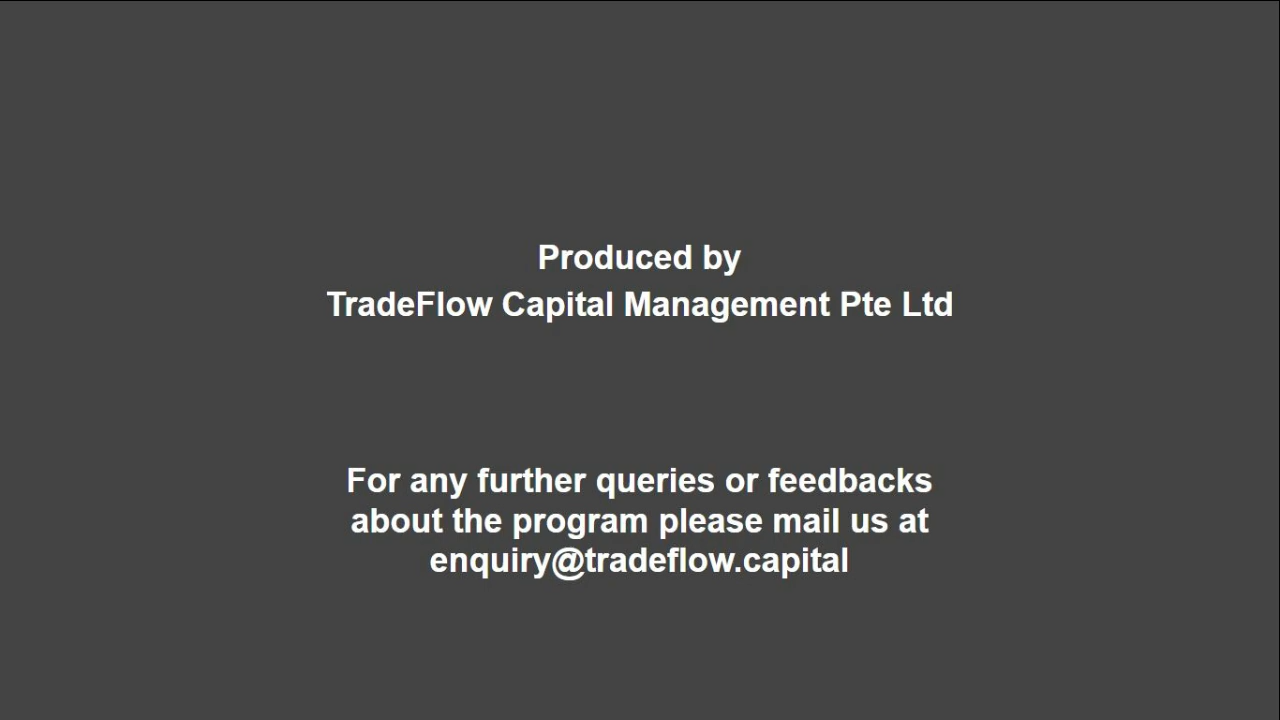 Produced by
TradeFlow Capital Management Pte Ltd
For any further queries or feedbacks
about the program please mail us at
enquiry@tradeflow.capital